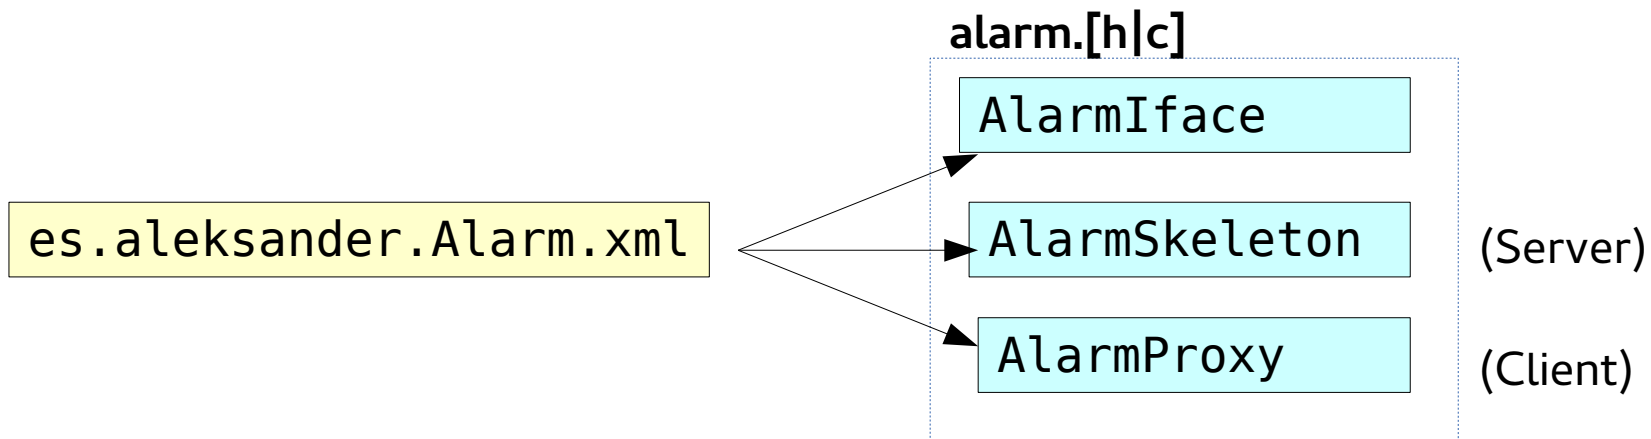 alarm.[h|c]
AlarmIface
es.aleksander.Alarm.xml
AlarmSkeleton
(Server)
AlarmProxy
(Client)